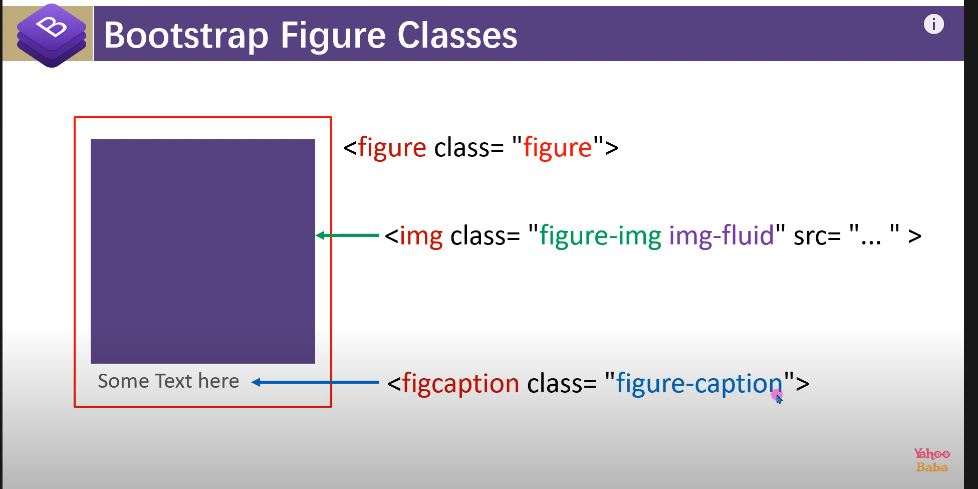 B
Bootstrap Figure Classes
i
<figure class= "figure">
<img class= "figure-img img-fluid" src= "... " >
Some Text here
<figcaption class= "figure-caption">
Yahoo
Baba